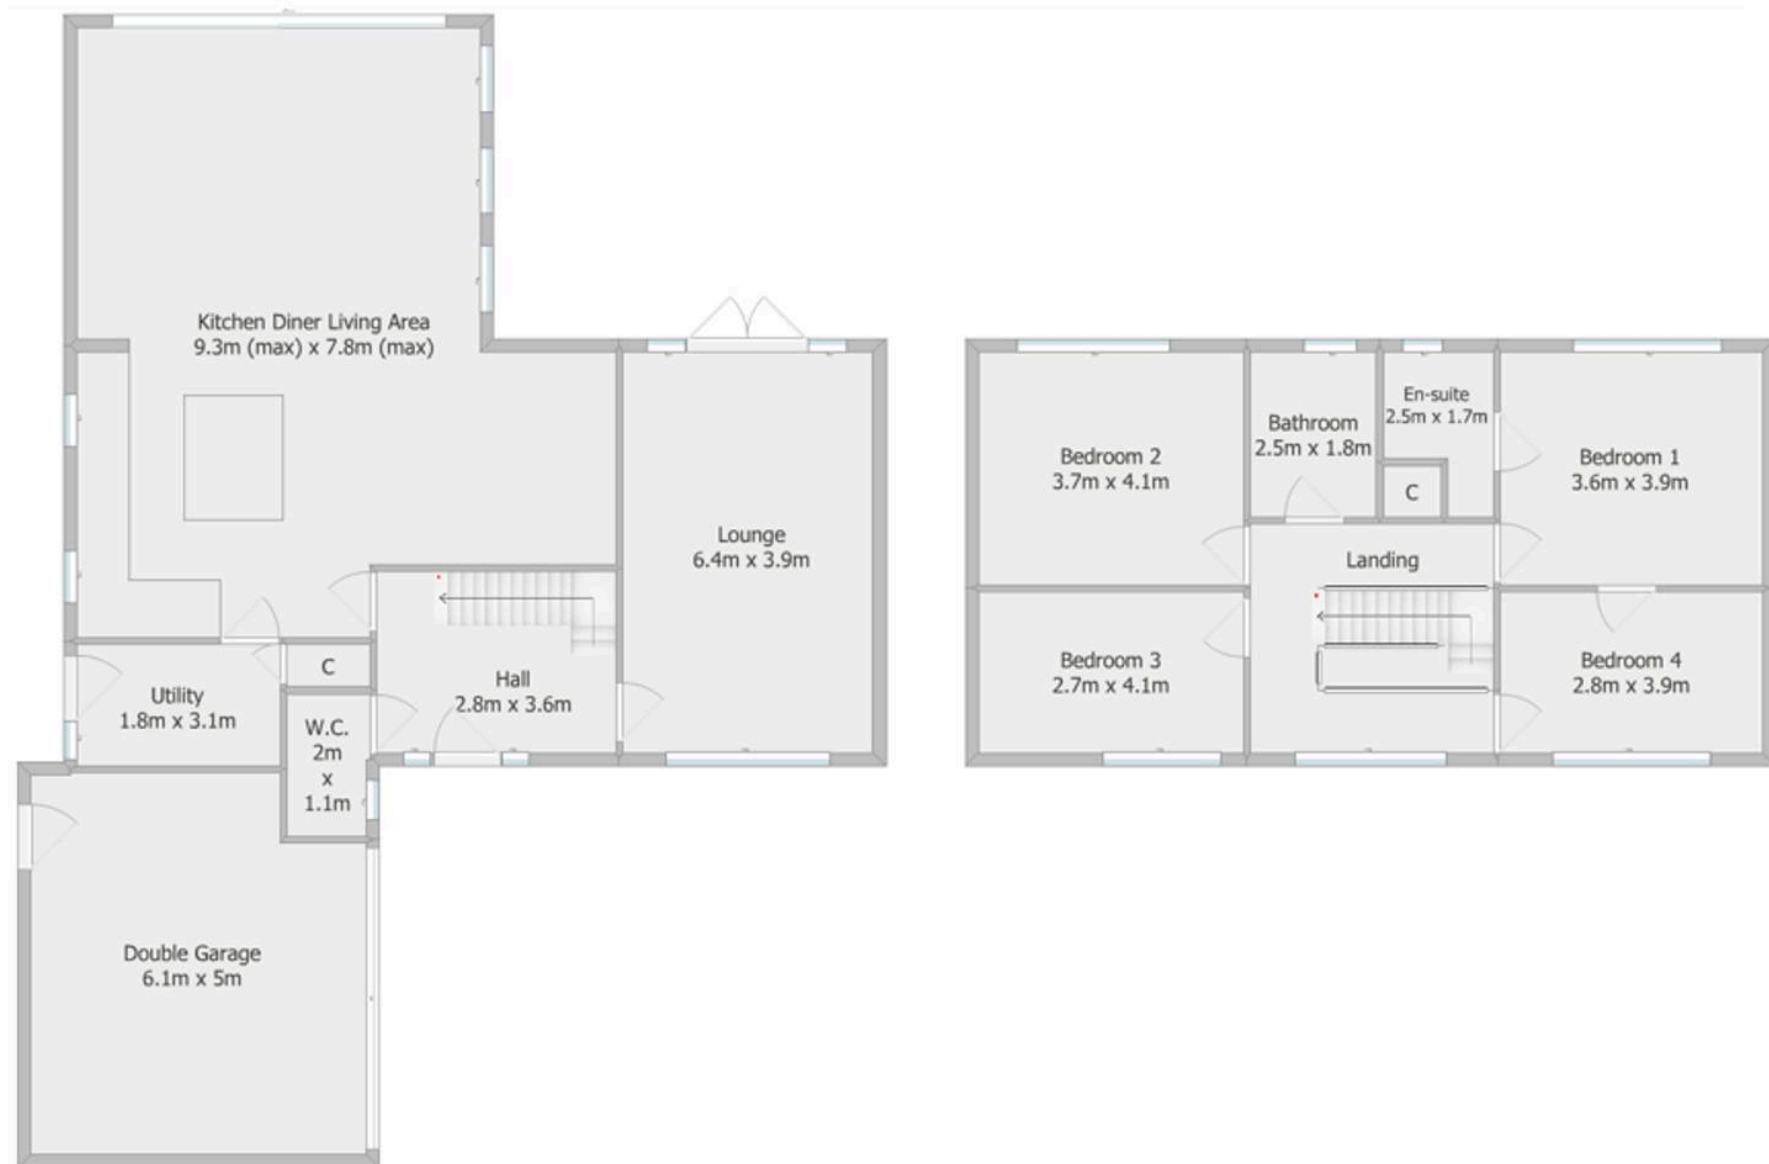 Kitchen Diner Living Area
9.3m (max) x 7.8m (max)
Lounge
6.4m x 3.9m
Hall
2.8m x 3.6m
C
Utility
1.8m x 3.1m
W.C.
2m
x
1.1m
Double Garage
6.1m x 5m
Bedroom 2
3.7m x 4.1m
Bathroom
2.5m x 1.8m
En-suite
2.5m x 1.7m
C
Bedroom 1
3.6m x 3.9m
Landing
Bedroom 3
2.7m x 4.1m
Bedroom 4
2.8m x 3.9m